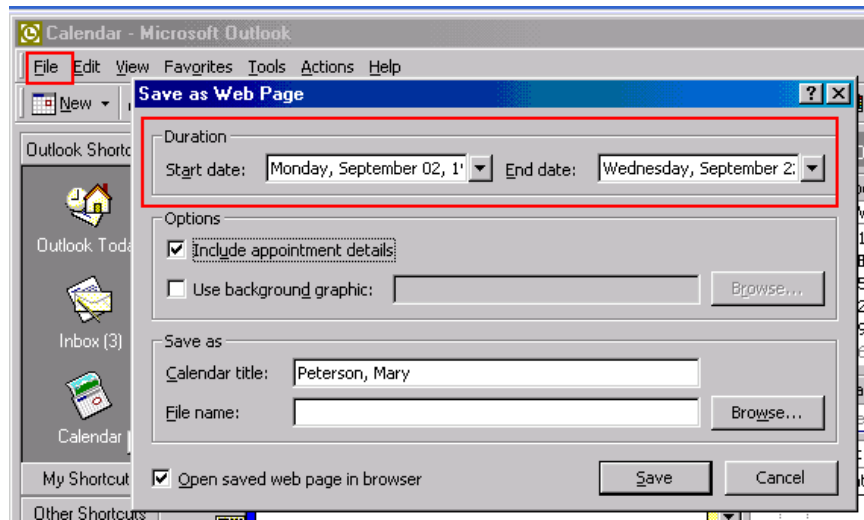 Calendar - Microsoft Outlook
File Edit View Favorites Tools Actions Help
New
Save as Web Page
Outlook
Duration
Start date: Monday, September 02, 1
End date: Wednesday, September 2
Outlook
Options
Include appointment details
Use background graphic:
Browse...
Inbox (3)
Save as
Calendar title: Peterson, Mary
File name:
Browse...
Calendar
My Shortcut
Open saved web page in browser
Save
Cancel
Other Shortcuts